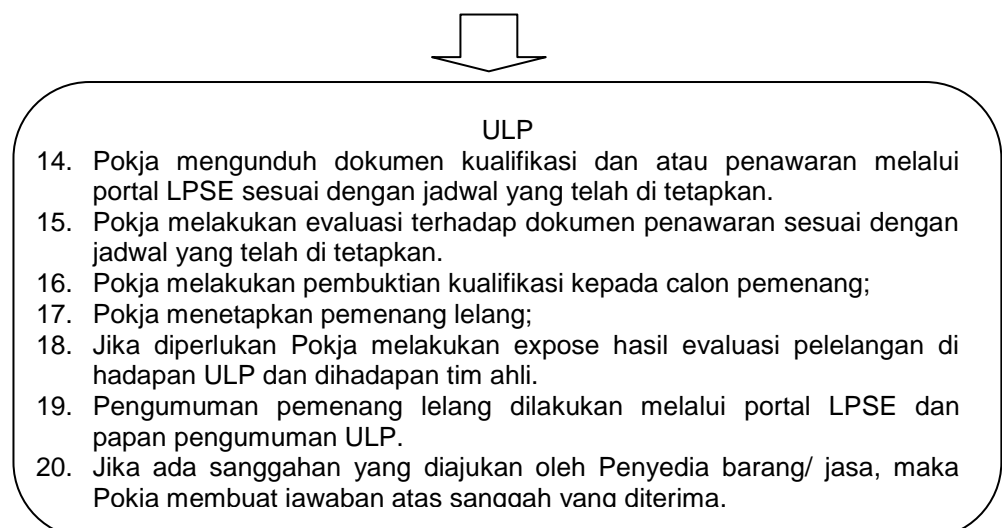 ULP
14. Pokja mengunduh dokumen kualifikasi dan atau penawaran melalui
portal LPSE sesuai dengan jadwal yang telah di tetapkan.
15. Pokja melakukan evaluasi terhadap dokumen penawaran sesuai dengan
jadwal yang telah di tetapkan.
16. Pokja melakukan pembuktian kualifikasi kepada calon pemenang;
17. Pokja menetapkan pemenang lelang;
18. Jika diperlukan Pokja melakukan expose hasil evaluasi pelelangan di
hadapan ULP dan dihadapan tim ahli.
19. Pengumuman pemenang lelang dilakukan melalui portal LPSE dan
papan pengumuman ULP.
20. Jika ada sanggahan yang diajukan oleh Penyedia barang/ jasa, maka
Pokja membuat jawaban atas sanggah yang diterima.